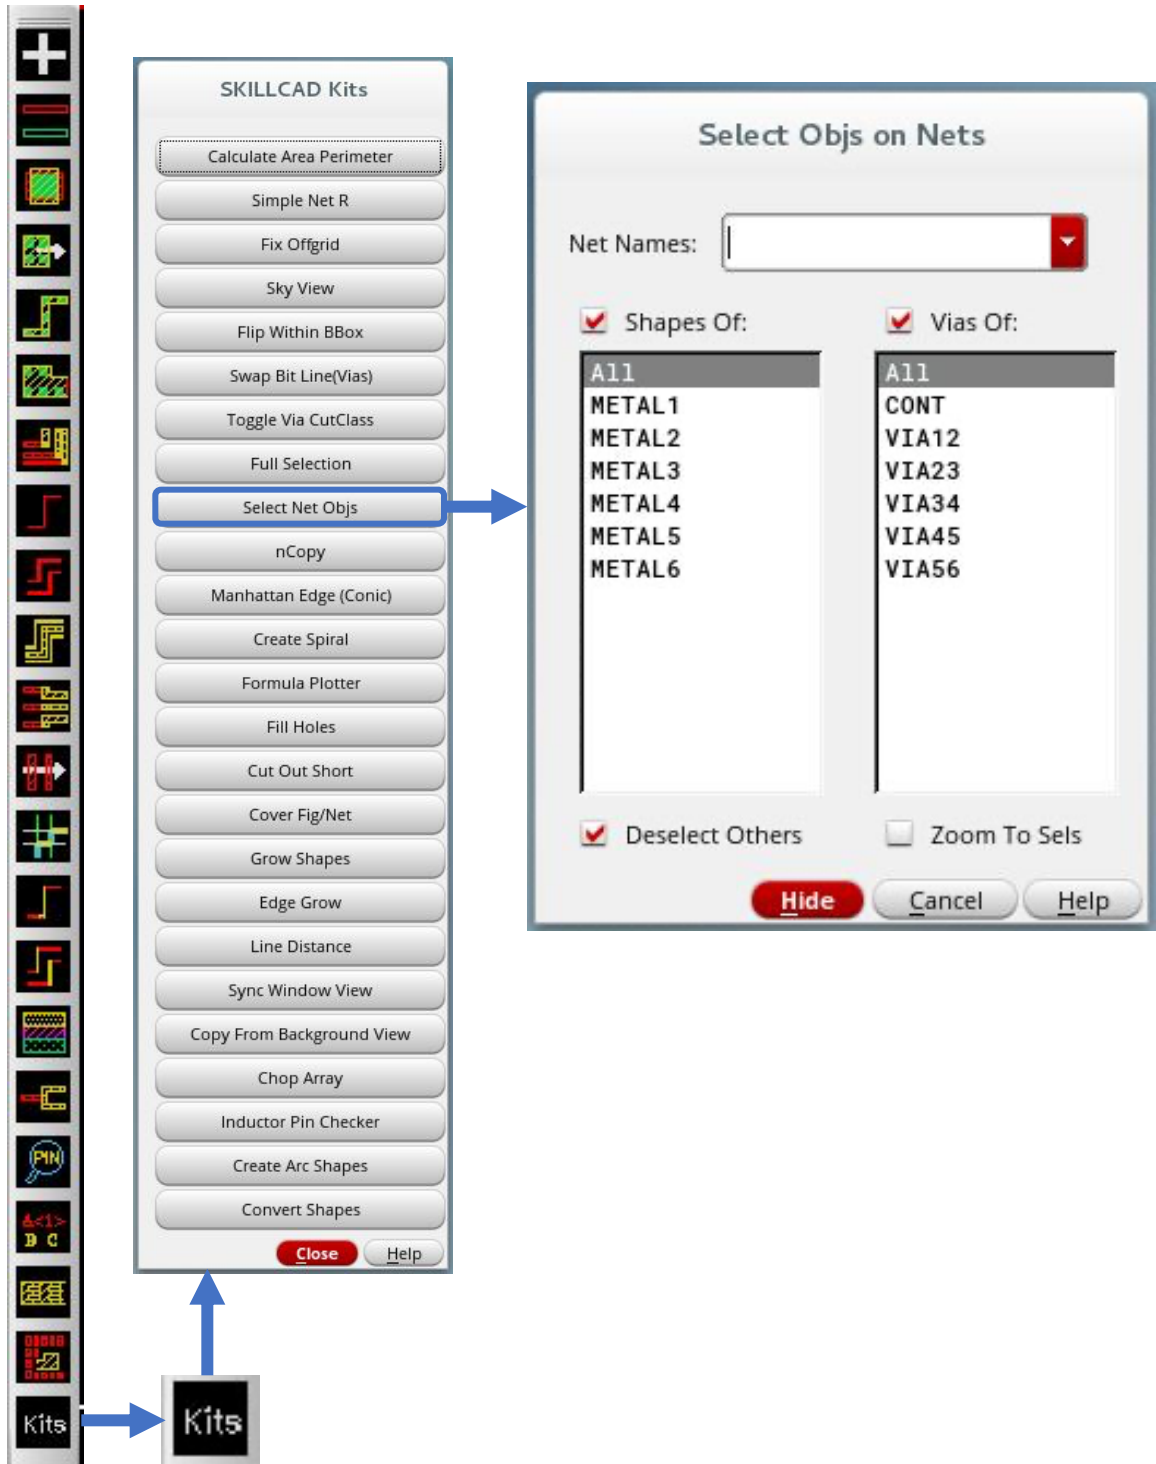 SKILLCAD Kits
Calculate Area Perimeter
Simple Net R
Fix Offgrid
Sky View
Flip Within BBox
Swap Bit Line(Vias)
Toggle Via CutClass
Full Selection
Select Net Objs
nCopy
Manhattan Edge (Conic)
Create Spiral
Formula Plotter
Fill Holes
Cut Out Short
Cover Fig/Net
Grow Shapes
Edge Grow
Line Distance
Sync Window View
Copy From Background View
Chop Array
Inductor Pin Checker
Create Arc Shapes
Convert Shapes
Close Help
Select Objs on Nets
Net Names:
Shapes Of:
All
METAL1
METAL2
METAL3
METAL4
METAL5
METAL6
Vias Of:
All
CONT
VIA12
VIA23
VIA34
VIA45
VIA56
Deselect Others
Zoom To Sels
Hide Cancel Help
PIN
B C
Kits
Kits